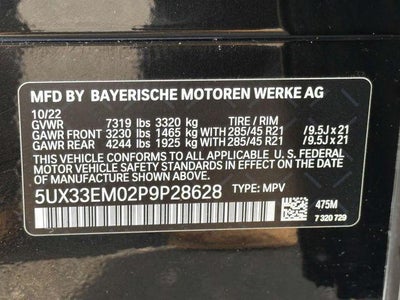 MFD BY BAYERISCHE MOTOREN WERKE AG
10/22
GVWR 7319 lbs 3320 kg TIRE / RIM
GAWR FRONT 3230 lbs 1465 kg WITH 285/45 R21 /9.5J x 21
GAWR REAR 4244 lbs 1925 kg WITH 285/45 R21 /9.5J x 21
THIS VEHICLE CONFORMS TO ALL APPLICABLE U. S. FEDERAL
MOTOR VEHICLE SAFETY STANDARDS IN EFFECT ON THE DATE
OF MANUFACTURE SHOWN ABOVE.
5UX33EM02P9P28628 TYPE: MPV
475M
7 320 729